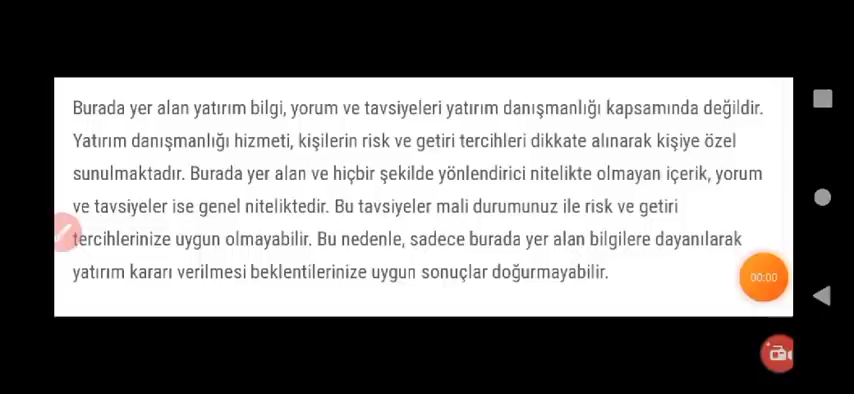 Burada yer alan yatırım bilgi, yorum ve tavsiyeleri yatırım danışmanlığı kapsamında değildir.
Yatırım danışmanlığı hizmeti, kişilerin risk ve getiri tercihleri dikkate alınarak kişiye özel
sunulmaktadır. Burada yer alan ve hiçbir şekilde yönlendirici nitelikte olmayan içerik, yorum
ve tavsiyeler ise genel niteliktedir. Bu tavsiyeler mali durumunuz ile risk ve getiri
tercihlerinize uygun olmayabilir. Bu nedenle, sadece burada yer alan bilgilere dayanılarak
yatırım kararı verilmesi beklentilerinize uygun sonuçlar doğurmayabilir.
00:00